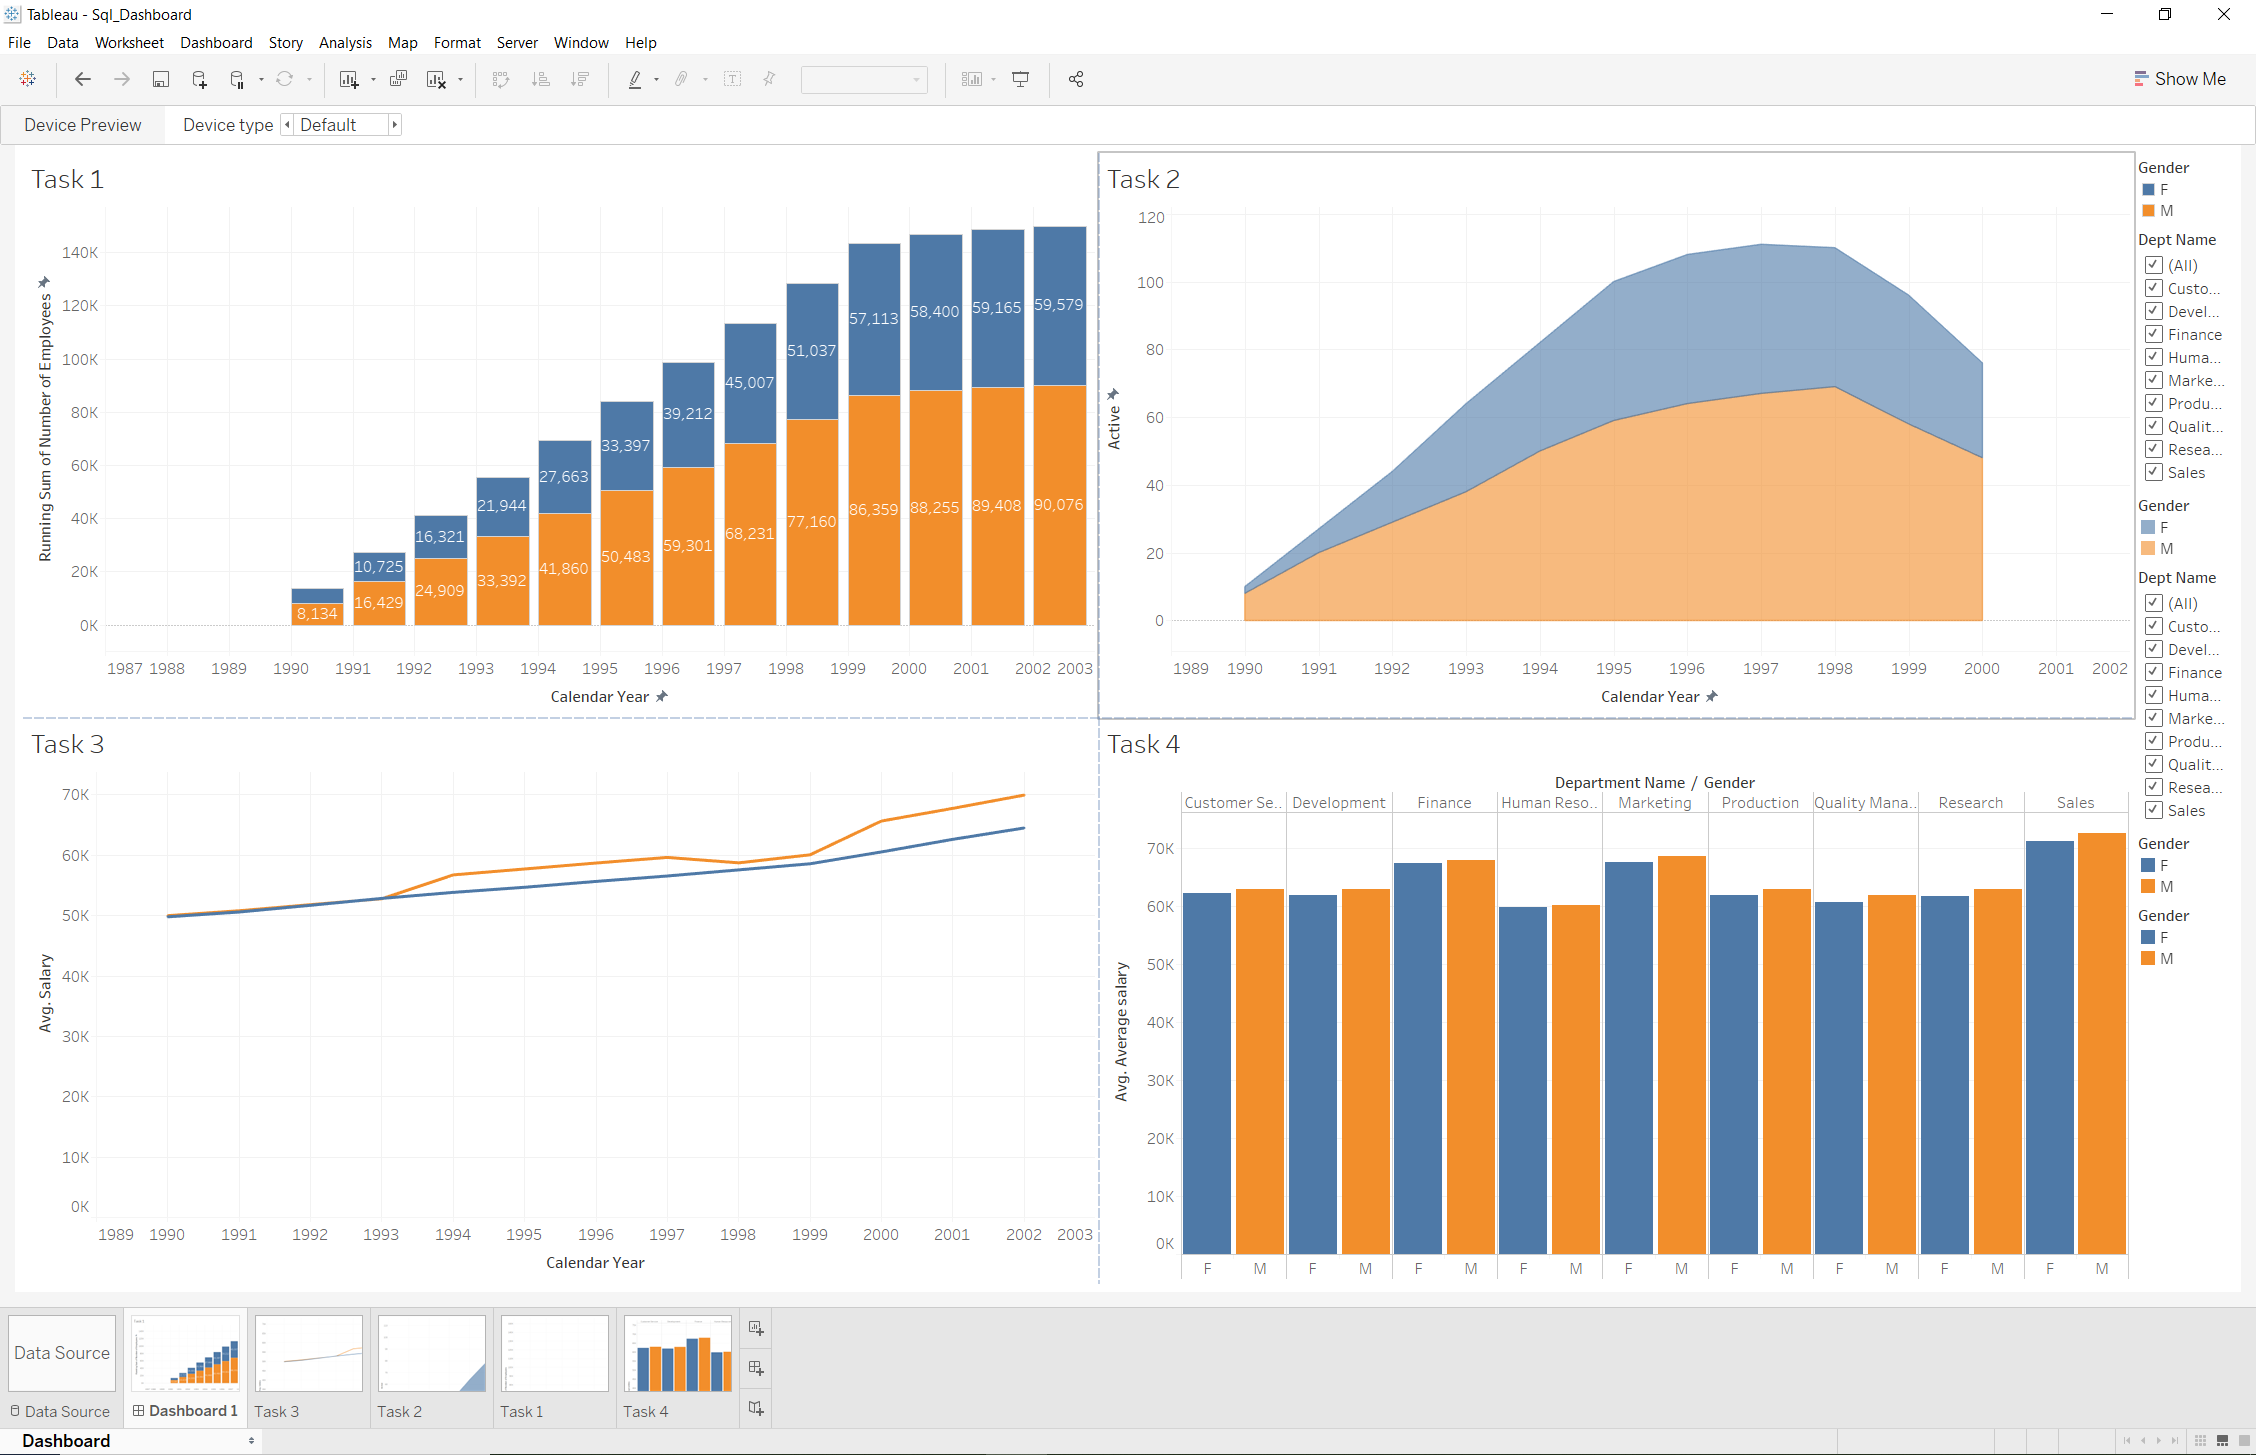 Tableau - Sql_Dashboard
File Data Worksheet Dashboard Story Analysis Map Format Server Window Help
Show Me
Device Preview Device type Default
Task 1
Running Sum of Number of Employees
140K
120K
100K
80K
60K
40K
20K
0K
10,725 16,321 21,944 27,663 33,397 39,212 45,007 51,037 57,113 58,400 59,165 59,579
8,134 16,429 24,909 33,392 41,860 50,483 59,301 68,231 77,160 86,359 88,255 89,408 90,076
1987 1988 1989 1990 1991 1992 1993 1994 1995 1996 1997 1998 1999 2000 2001 2002 2003
Calendar Year
Task 2
Active
120
100
80
60
40
20
0
1989 1990 1991 1992 1993 1994 1995 1996 1997 1998 1999 2000 2001 2002
Calendar Year
Gender
F
M
Dept Name
(All)
Custo...
Devel...
Finance
Huma...
Marke...
Produ...
Qualit...
Resea...
Sales
Gender
F
M
Dept Name
(All)
Custo...
Devel...
Finance
Huma...
Marke...
Produ...
Qualit...
Resea...
Sales
Gender
F
M
Gender
F
M
Task 3
Avg. Salary
70K
60K
50K
40K
30K
20K
10K
0K
1989 1990 1991 1992 1993 1994 1995 1996 1997 1998 1999 2000 2001 2002 2003
Calendar Year
Task 4
Department Name / Gender
Customer Se.. Development Finance Human Reso.. Marketing Production Quality Mana.. Research Sales
Avg. Average salary
70K
60K
50K
40K
30K
20K
10K
0K
F M F M F M F M F M F M F M F M F M
Data Source
Data Source Dashboard 1 Task 3 Task 2 Task 1 Task 4
Dashboard